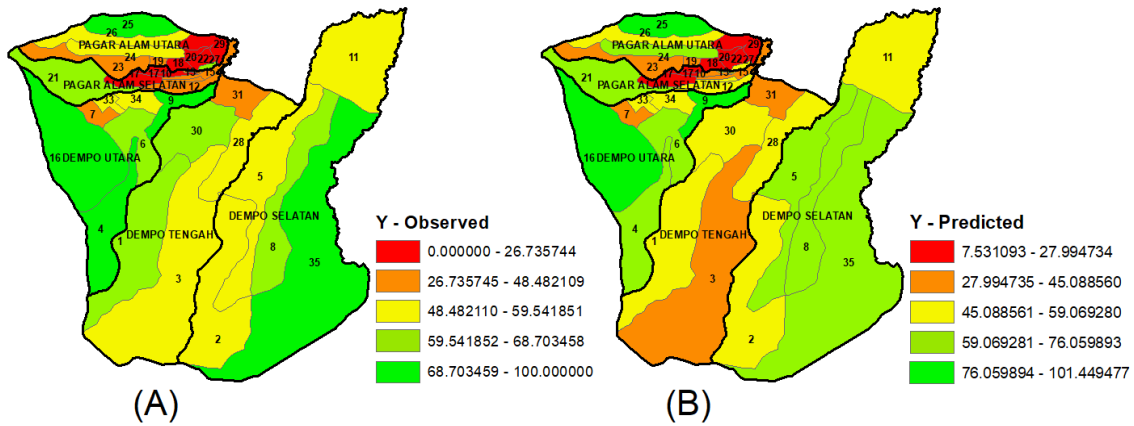 25
26
PAGAR ALAM UTARA
29
20
22
24
19
18
23
17
17
10
13
15
21
12
PAGAR ALAM SELATAN
33
34
9
7
31
30
28
6
16 DEMPO UTARA
5
11
4
1
DEMPO TENGAH
DEMPO SELATAN
8
3
35
2
Y - Observed
0.000000 - 26.735744
26.735745 - 48.482109
48.482110 - 59.541851
59.541852 - 68.703458
68.703459 - 100.000000
(A)
25
26
PAGAR ALAM UTARA
29
20
22
24
19
18
23
17
17
10
13
15
21
12
PAGAR ALAM SELATAN
33
34
9
7
31
30
28
6
16 DEMPO UTARA
5
11
4
1
DEMPO TENGAH
DEMPO SELATAN
8
3
35
2
Y - Predicted
7.531093 - 27.994734
27.994735 - 45.088560
45.088561 - 59.069280
59.069281 - 76.059893
76.059894 - 101.449477
(B)